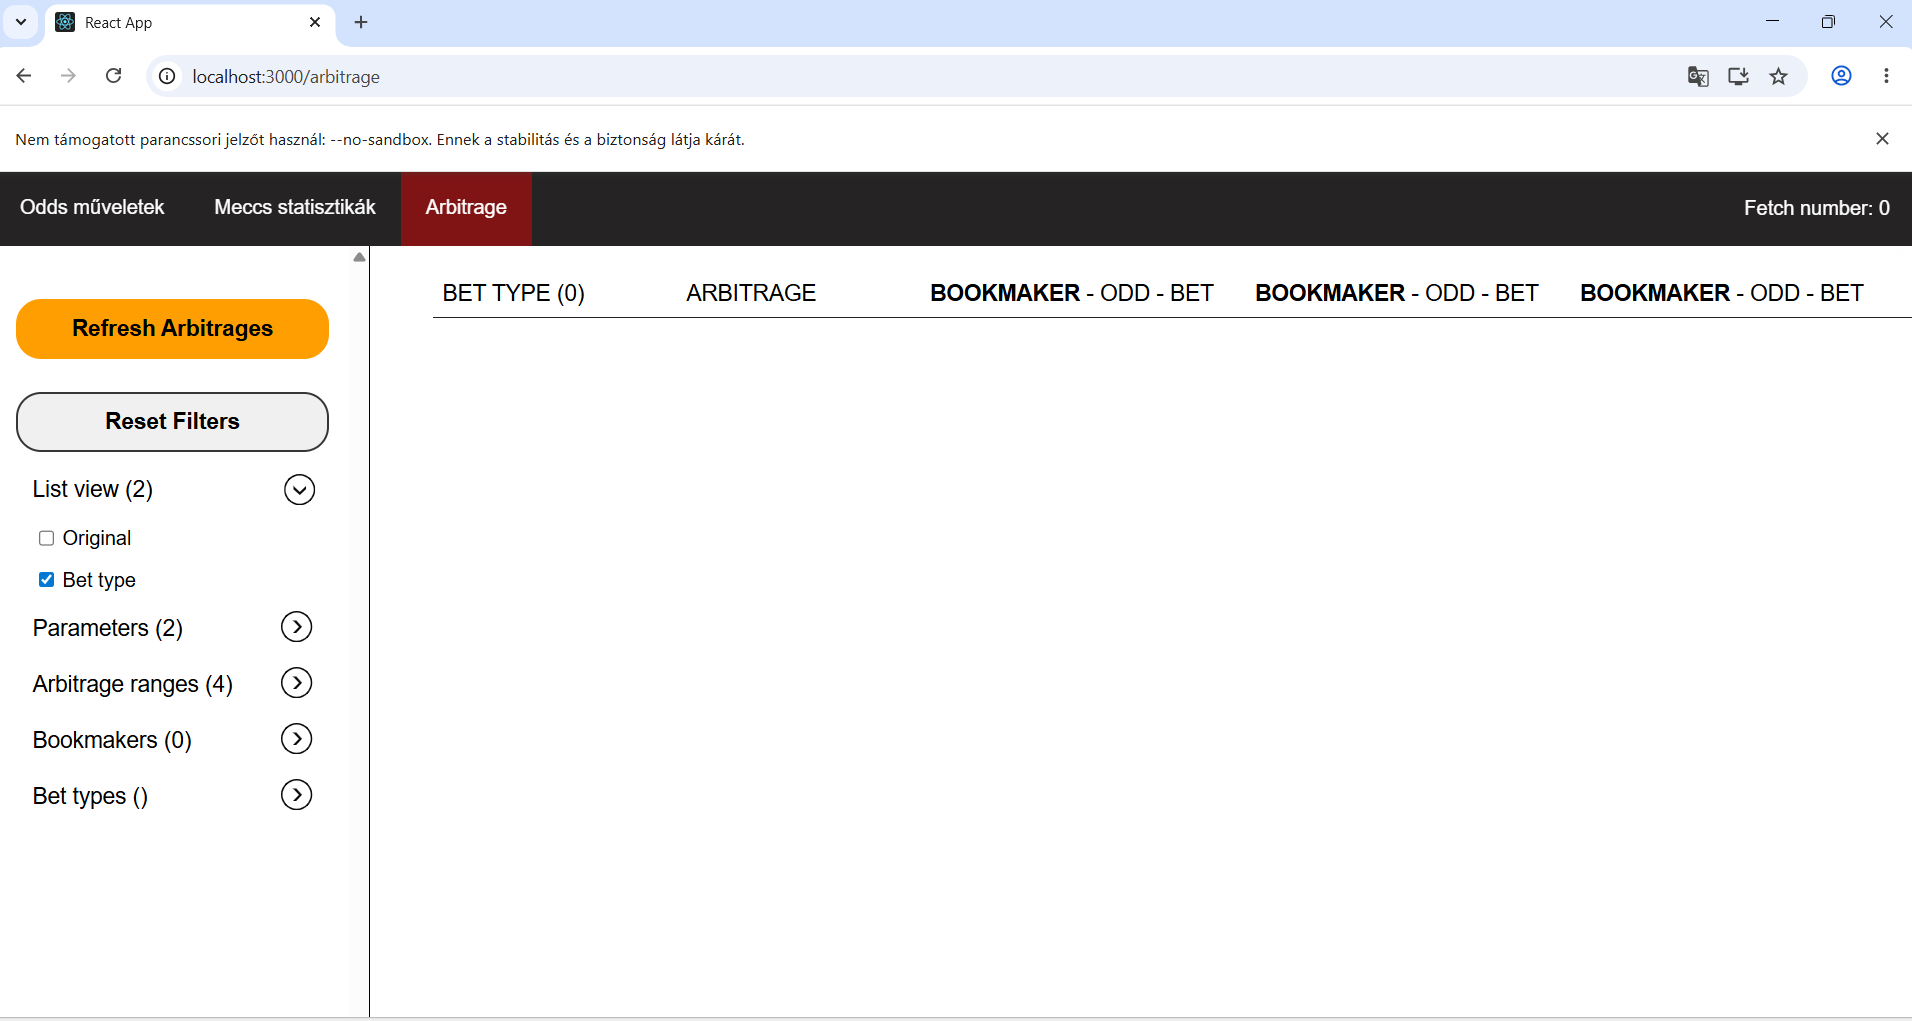 React App
localhost:3000/arbitrage
Nem támogatott parancssori jelzőt használ: --no-sandbox. Ennek a stabilitás és a biztonság látja kárát.
Odds műveletek Meccs statisztikák Arbitrage Fetch number: 0
BET TYPE (0) ARBITRAGE BOOKMAKER - ODD - BET BOOKMAKER - ODD - BET BOOKMAKER - ODD - BET
Refresh Arbitrages
Reset Filters
List view (2)
Original
Bet type
Parameters (2)
Arbitrage ranges (4)
Bookmakers (0)
Bet types ()